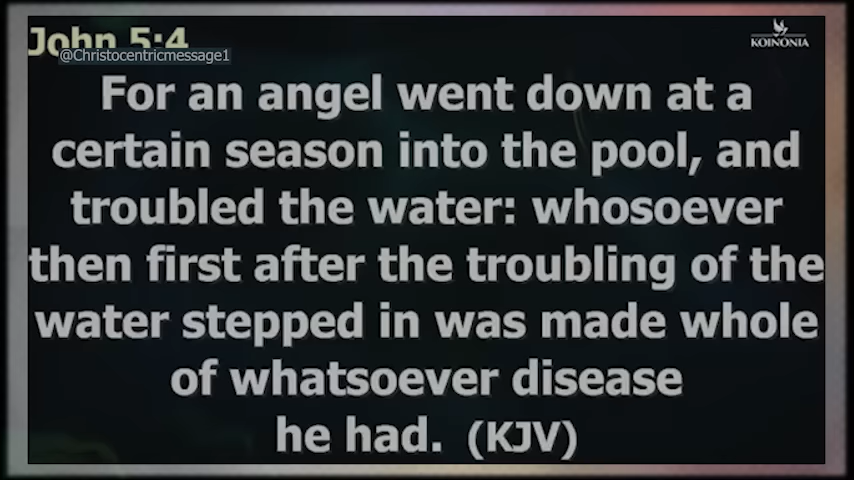 John 5:4
@Christocentricmessage1
KOINONIA
For an angel went down at a
certain season into the pool, and
troubled the water: whosoever
then first after the troubling of the
water stepped in was made whole
of whatsoever disease
he had. (KJV)